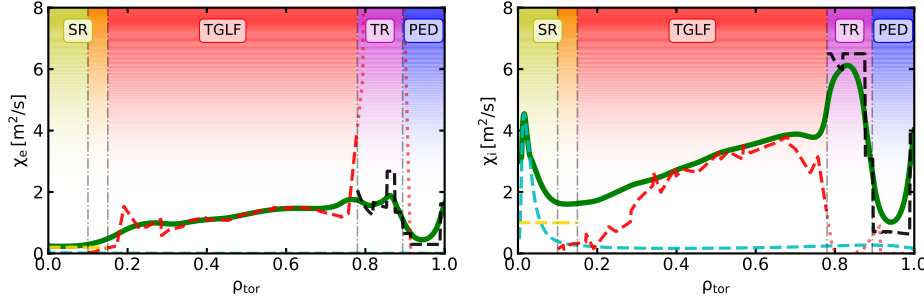 8
6
4
2
0
χe [m²/s]
SR
TGLF
TR
PED
0.0
0.2
0.4
0.6
0.8
1.0
ρtor
8
6
4
2
0
χi [m²/s]
SR
TGLF
TR
PED
0.0
0.2
0.4
0.6
0.8
1.0
ρtor